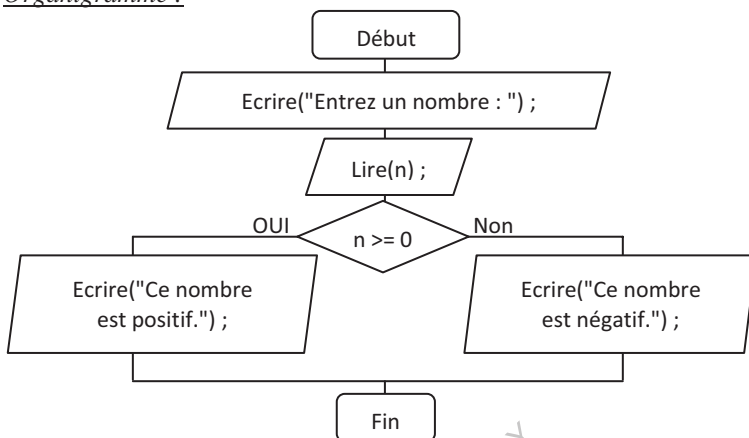 Organigramme :
Début
Ecrire("Entrez un nombre : ") ;
Lire(n) ;
OUI
n >= 0
Non
Ecrire("Ce nombre
est positif.") ;
Ecrire("Ce nombre
est négatif.") ;
Fin